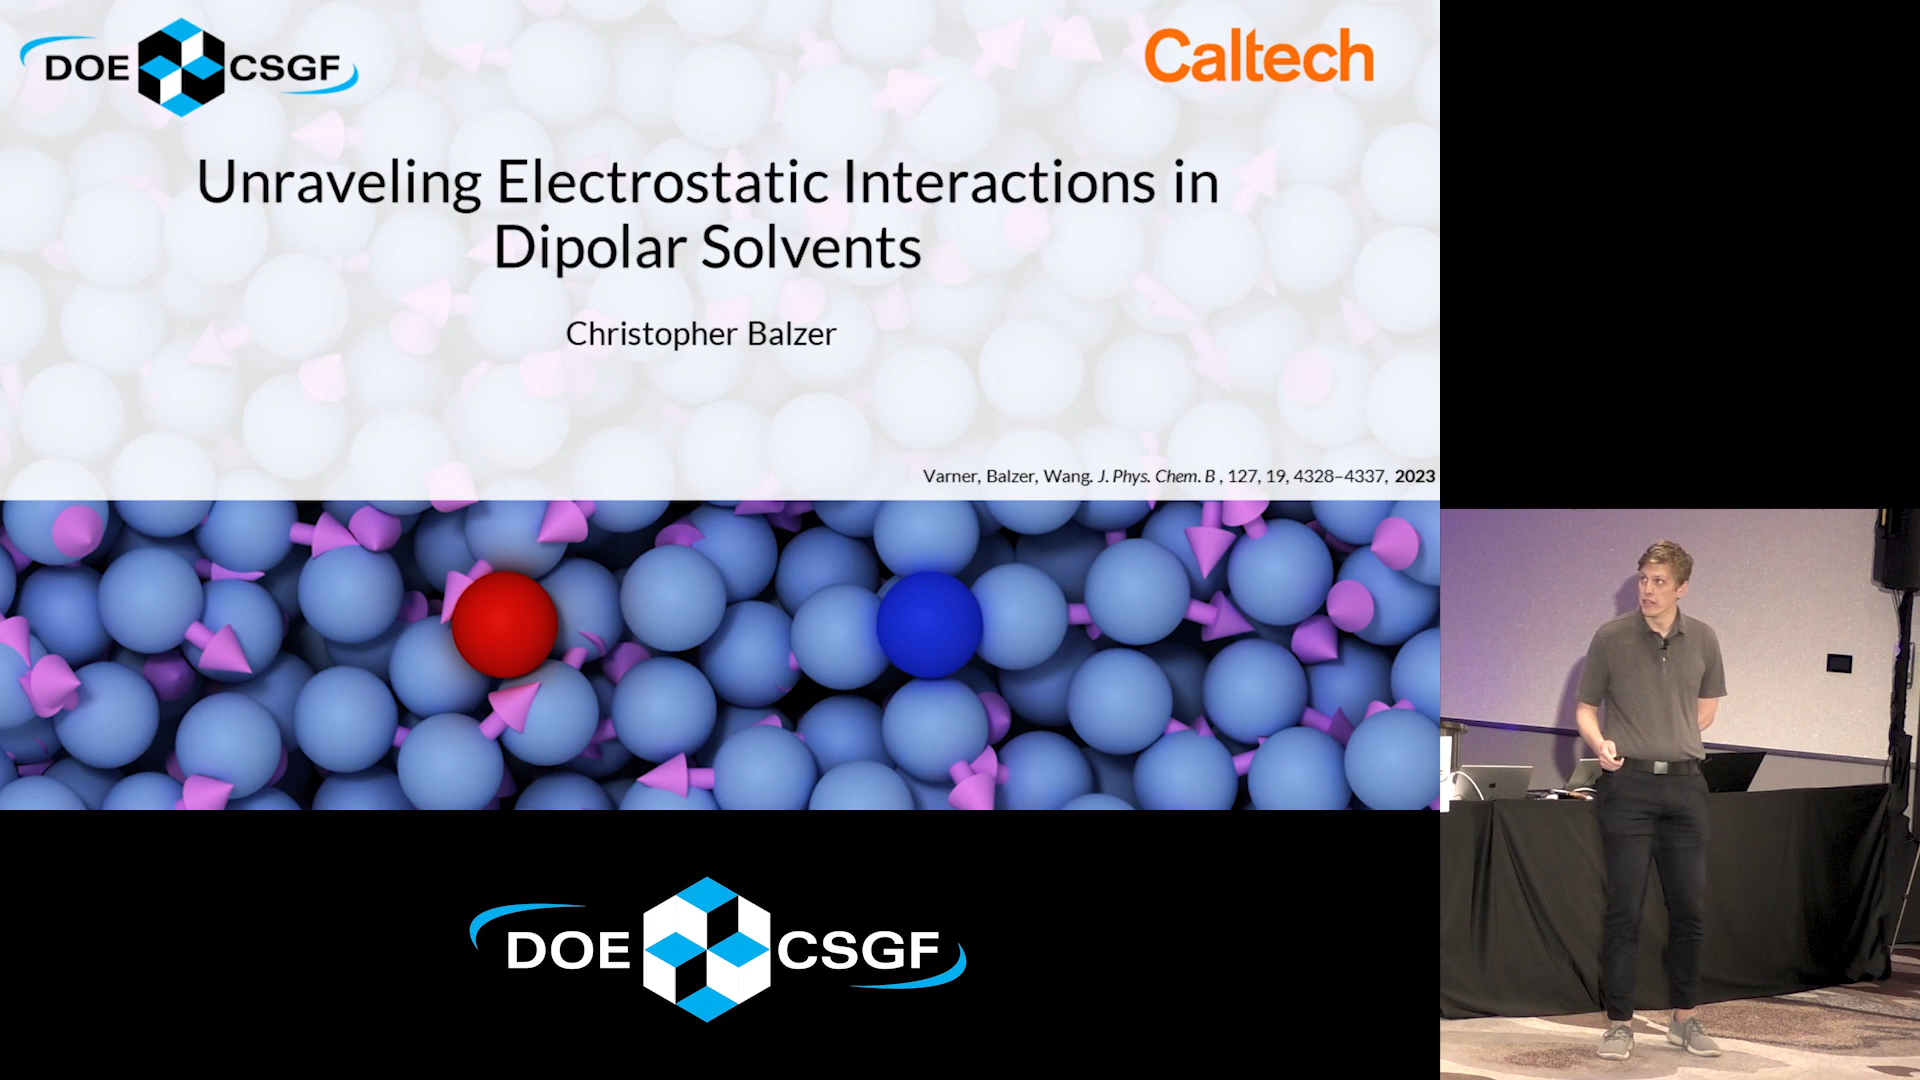 DOE CSGF
Caltech
Unraveling Electrostatic Interactions in
Dipolar Solvents
Christopher Balzer
Varner, Balzer, Wang. J. Phys. Chem. B , 127, 19, 4328–4337, 2023
DOE CSGF